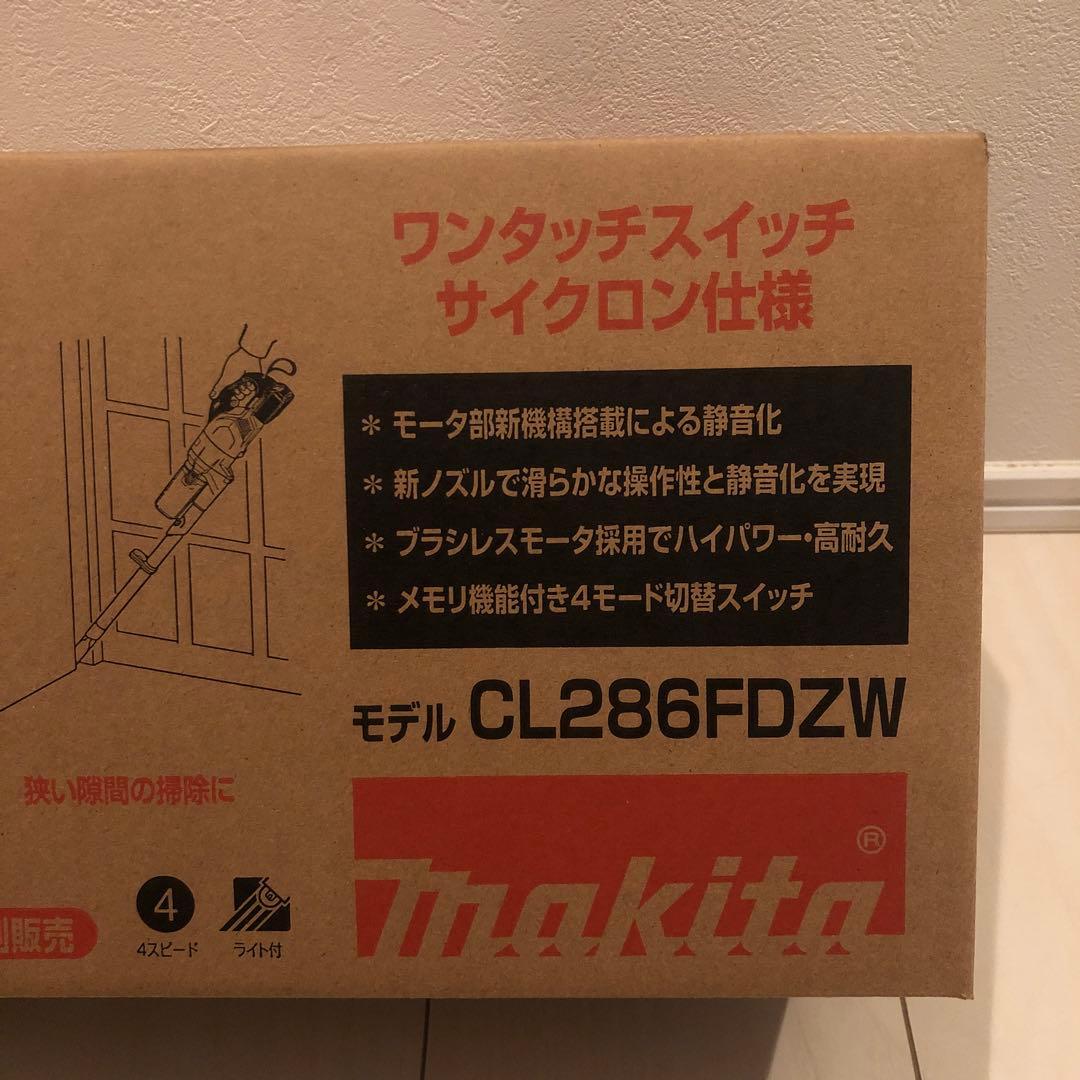 ワンタッチスイッチ
サイクロン仕様
* モータ部新機構搭載による静音化
* 新ノズルで滑らかな操作性と静音化を実現
* ブラシレスモータ採用でハイパワー・高耐久
* メモリ機能付き4モード切替スイッチ
モデル CL286FDZW
狭い隙間の掃除に
makita®
販売
4
4スピード
ライト付